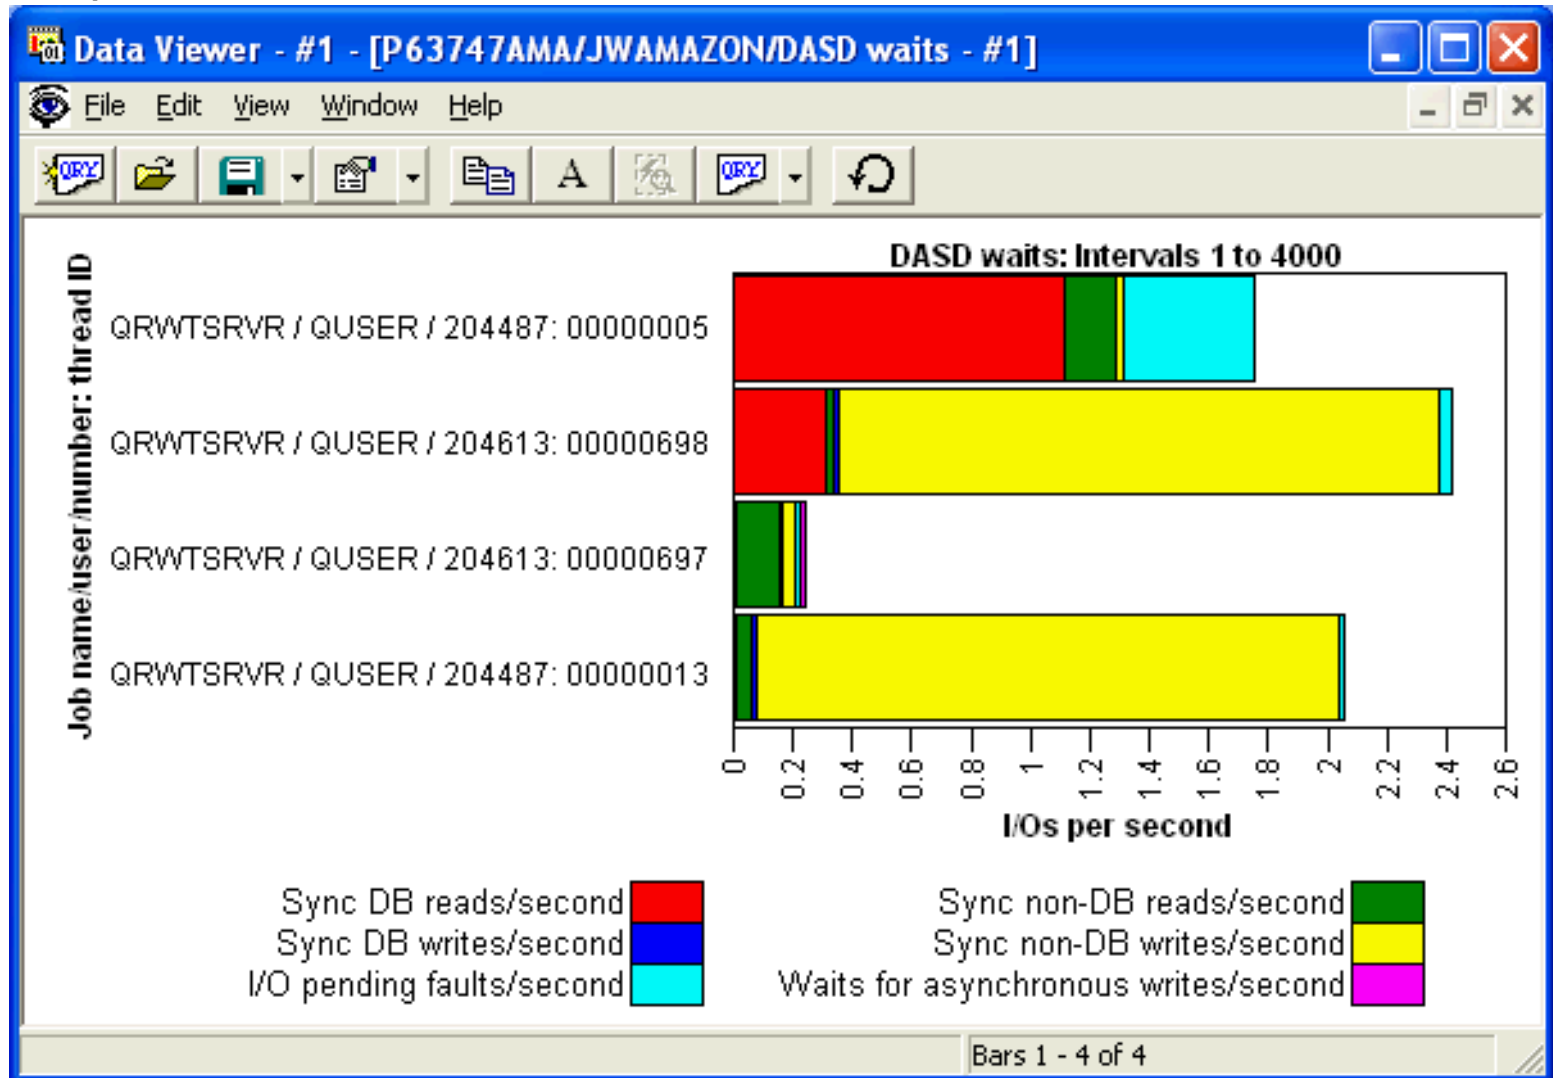 Data Viewer - #1 - [P63747AMA/JWAMAZON/DASD waits - #1]
File Edit View Window Help
QRY A QRY
DASD waits: Intervals 1 to 4000
Job name/user/number: thread ID
QRWTSRVR / QUSER / 204487: 00000005
QRWTSRVR / QUSER / 204613: 00000698
QRWTSRVR / QUSER / 204613: 00000697
QRWTSRVR / QUSER / 204487: 00000013
0 0.2 0.4 0.6 0.8 1 1.2 1.4 1.6 1.8 2 2.2 2.4 2.6
I/Os per second
Sync DB reads/second Sync non-DB reads/second
Sync DB writes/second Sync non-DB writes/second
I/O pending faults/second Waits for asynchronous writes/second
Bars 1 - 4 of 4